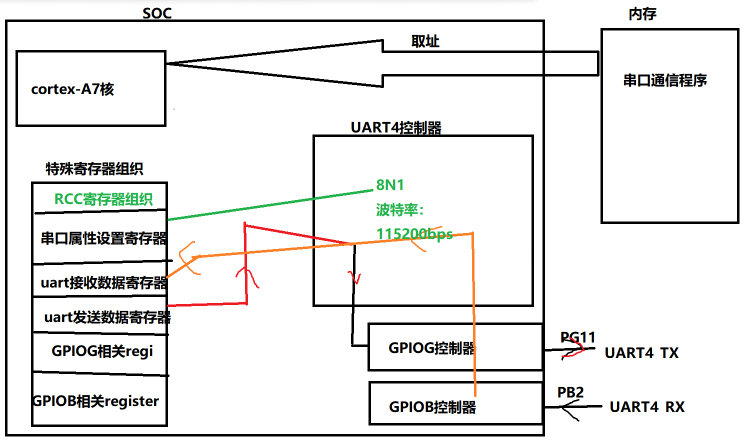 SOC
内存
取址
cortex-A7核
串口通信程序
UART4控制器
特殊寄存器组织
RCC寄存器组织
8N1
波特率：
115200bps
串口属性设置寄存器
uart接收数据寄存器
uart发送数据寄存器
GPIOG相关regi
GPIOB相关register
GPIOG控制器
PG11
UART4 TX
GPIOB控制器
PB2
UART4 RX